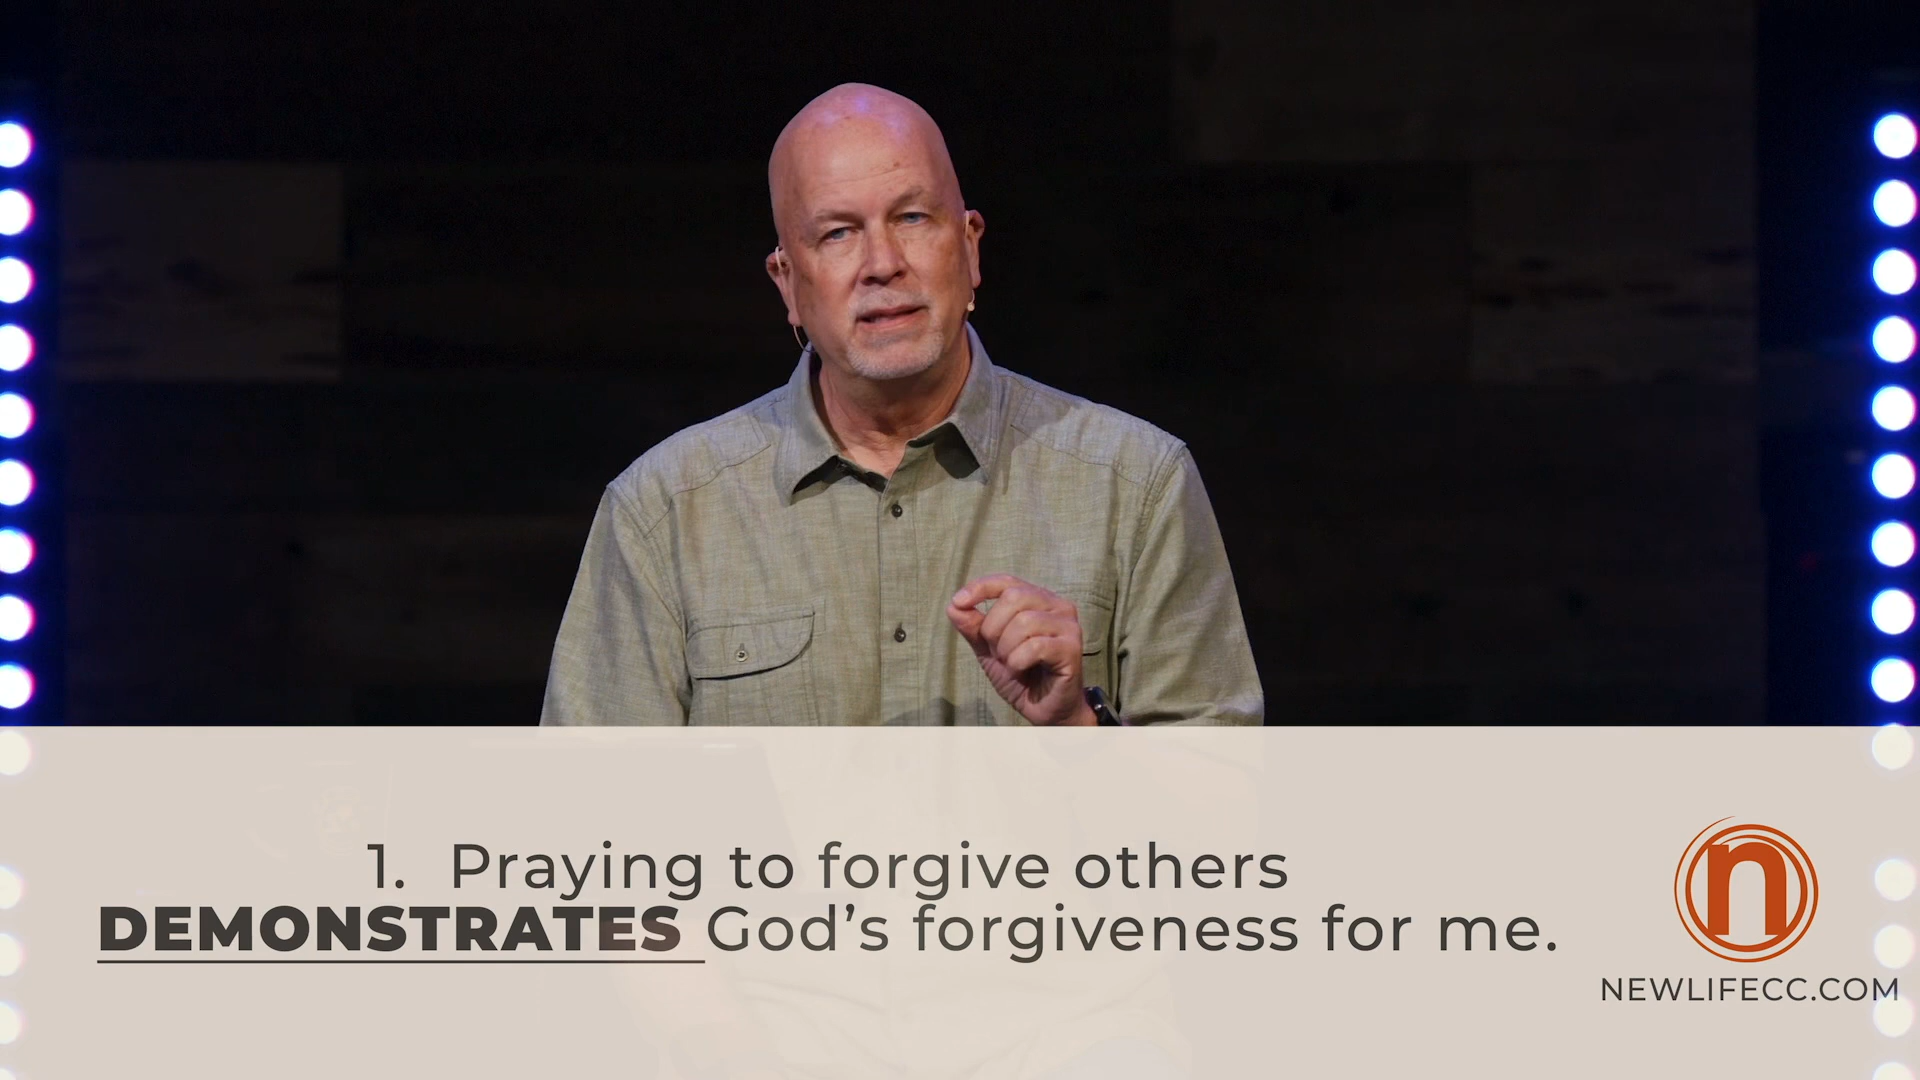 1. Praying to forgive others
DEMONSTRATES God's forgiveness for me.
n
NEWLIFECC.COM